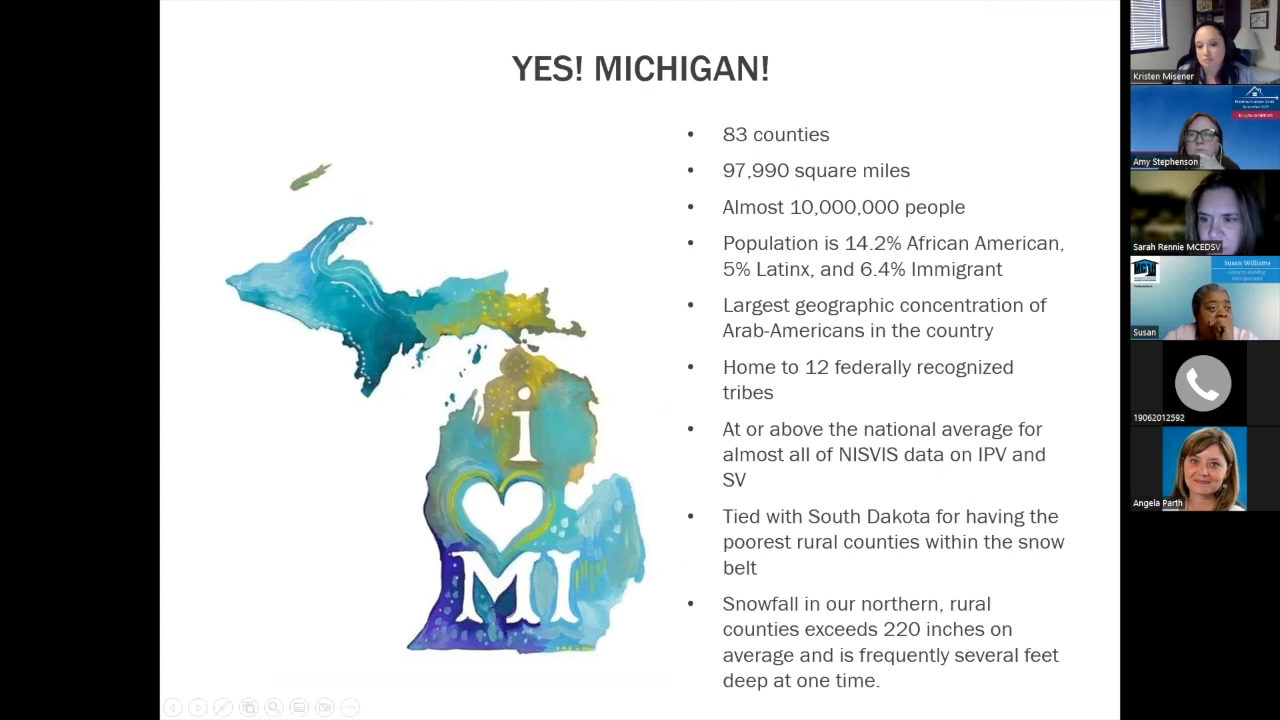 YES! MICHIGAN!
• 83 counties
• 97,990 square miles
• Almost 10,000,000 people
• Population is 14.2% African American,
5% Latinx, and 6.4% Immigrant
• Largest geographic concentration of
Arab-Americans in the country
• Home to 12 federally recognized
tribes
• At or above the national average for
almost all of NISVIS data on IPV and
SV
• Tied with South Dakota for having the
poorest rural counties within the snow
belt
• Snowfall in our northern, rural
counties exceeds 220 inches on
average and is frequently several feet
deep at one time.
i
MI
Kristen Misener
Amy Stephenson
Sarah Rennie MCEDSV
Susan Williams
Susan
19062012592
Angela Parth